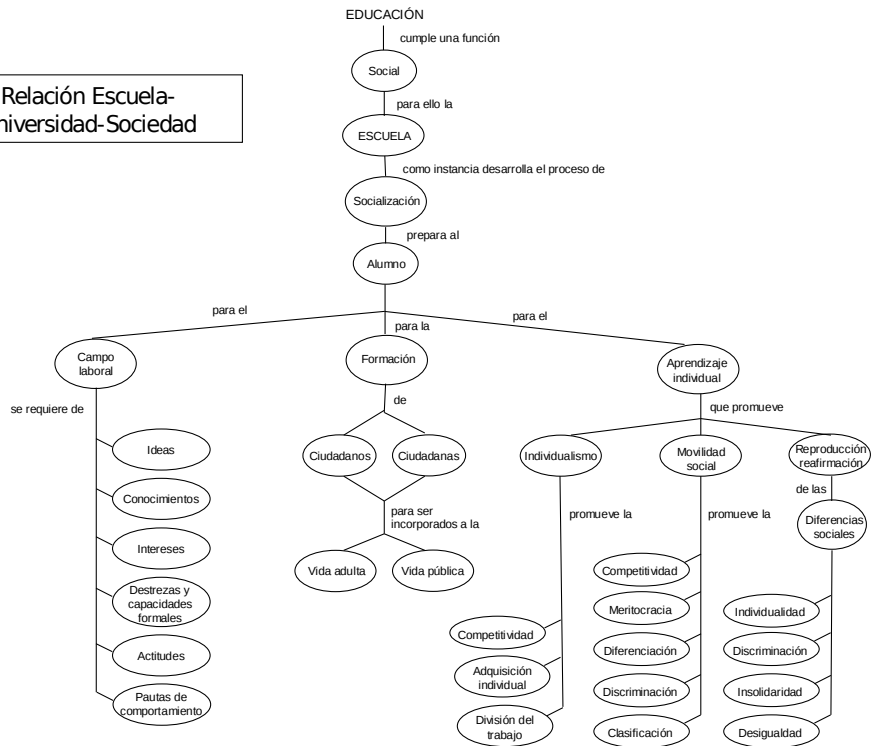 EDUCACIÓN
cumple una función
Social
Relación Escuela-
niversidad-Sociedad
para ello la
ESCUELA
como instancia desarrolla el proceso de
Socialización
prepara al
Alumno
para el
para la
para el
Campo
laboral
Formación
Aprendizaje
individual
se requiere de
de
que promueve
Ideas
Conocimientos
Intereses
Destrezas y
capacidades
formales
Actitudes
Pautas de
comportamiento
Ciudadanos
Ciudadanas
para ser
incorporados a la
Vida adulta
Vida pública
Individualismo
promueve la
Competitividad
Adquisición
individual
División del
trabajo
Movilidad
social
promueve la
Competitividad
Meritocracia
Diferenciación
Discriminación
Clasificación
Reproducción
reafirmación
de las
Diferencias
sociales
Individualidad
Discriminación
Insolidaridad
Desigualdad